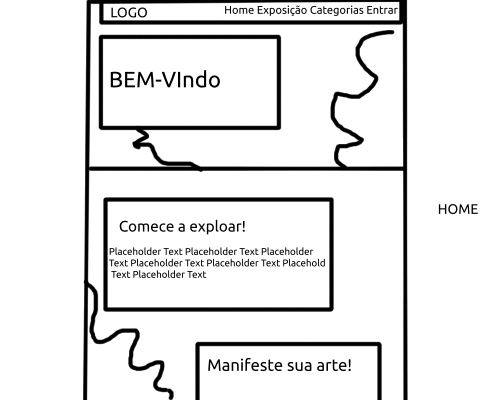 LOGO
Home Exposição Categorias Entrar
BEM-VIndo
HOME
Comece a exploar!
Placeholder Text Placeholder Text Placeholder
Text Placeholder Text Placeholder Text Placehold
Text Placeholder Text
Manifeste sua arte!